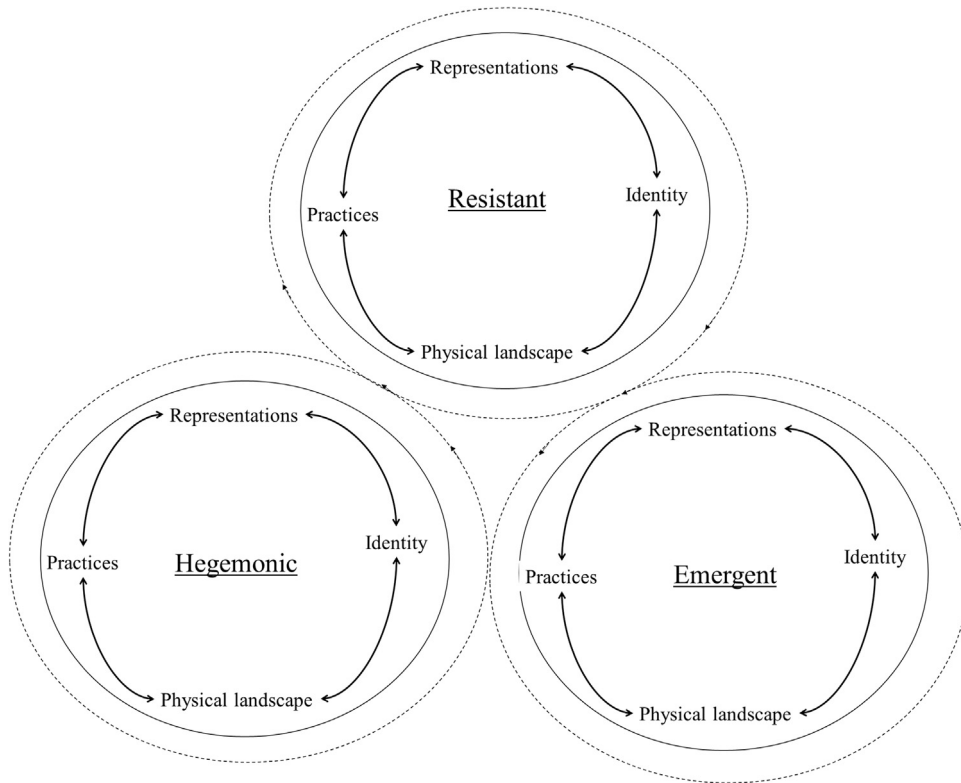 Representations
Resistant
Identity
Practices
Physical landscape
Representations
Identity
Practices
Hegemonic
Physical landscape
Representations
Identity
Practices
Emergent
Physical landscape